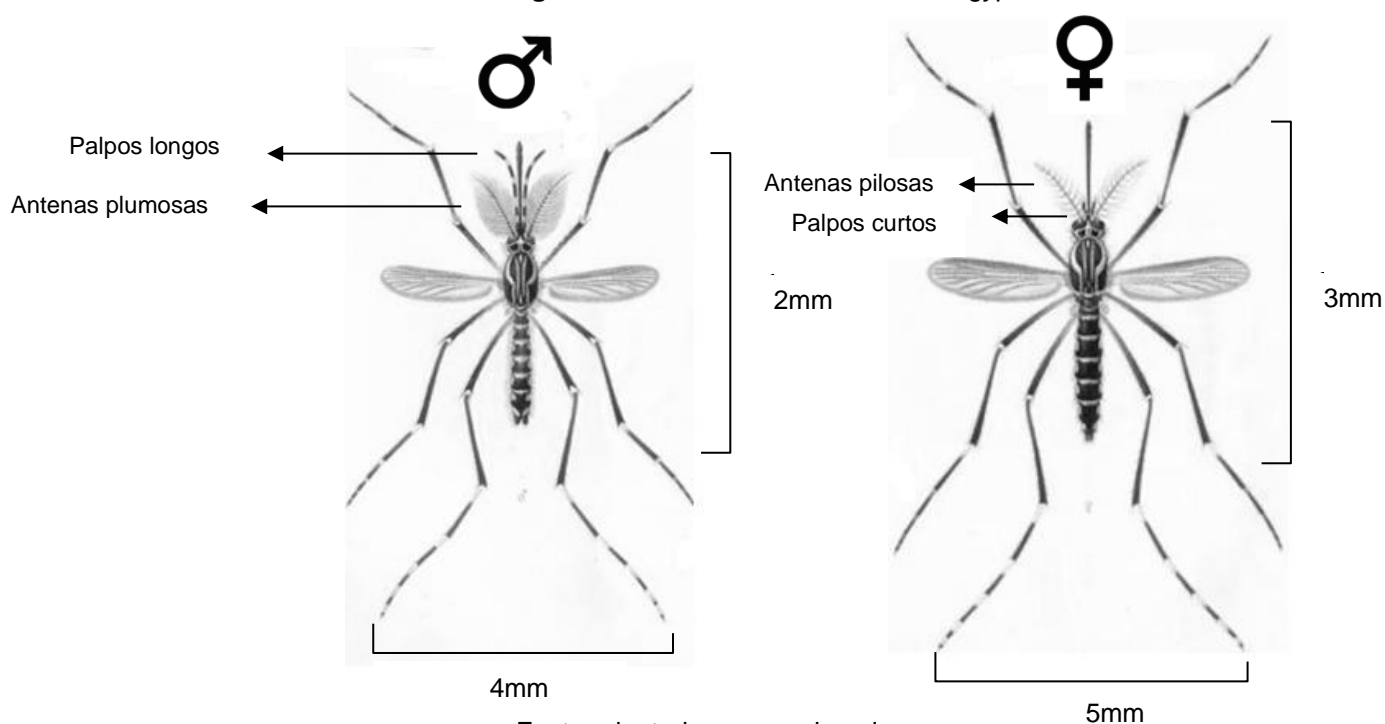 Palpos longos
Antenas plumosas
2mm
4mm
Antenas pilosas
Palpos curtos
3mm
5mm